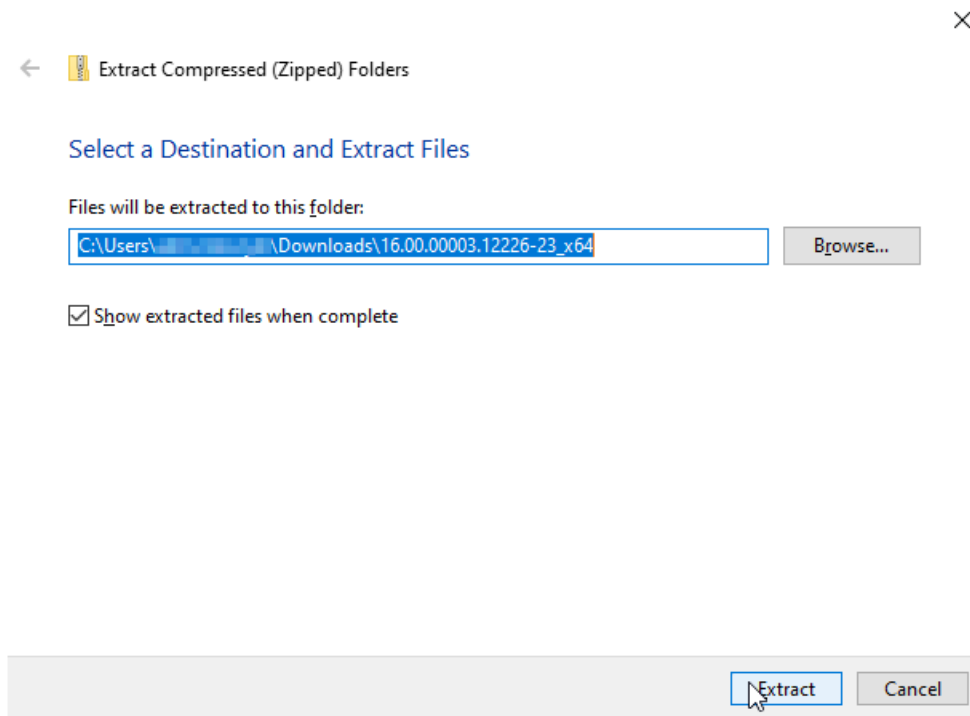 Extract Compressed (Zipped) Folders
Select a Destination and Extract Files
Files will be extracted to this folder:
C:\Users\ \Downloads\16.00.00003.12226-23_x64
Browse...
Show extracted files when complete
Extract
Cancel